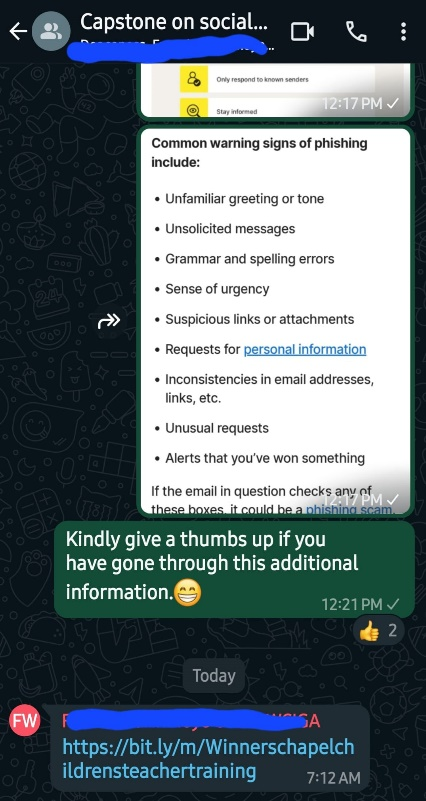 Capstone on social...
Only respond to known senders
Stay informed
12:17 PM
Common warning signs of phishing
include:
• Unfamiliar greeting or tone
• Unsolicited messages
• Grammar and spelling errors
• Sense of urgency
• Suspicious links or attachments
• Requests for personal information
• Inconsistencies in email addresses,
links, etc.
• Unusual requests
• Alerts that you've won something
If the email in question checks any of
these boxes, it could be a phishing scam.
12:17 PM
Kindly give a thumbs up if you
have gone through this additional
information.😁
12:21 PM
👍 2
Today
FW
https://bit.ly/m/Winnerschapelch
ildrensteachertraining
7:12 AM